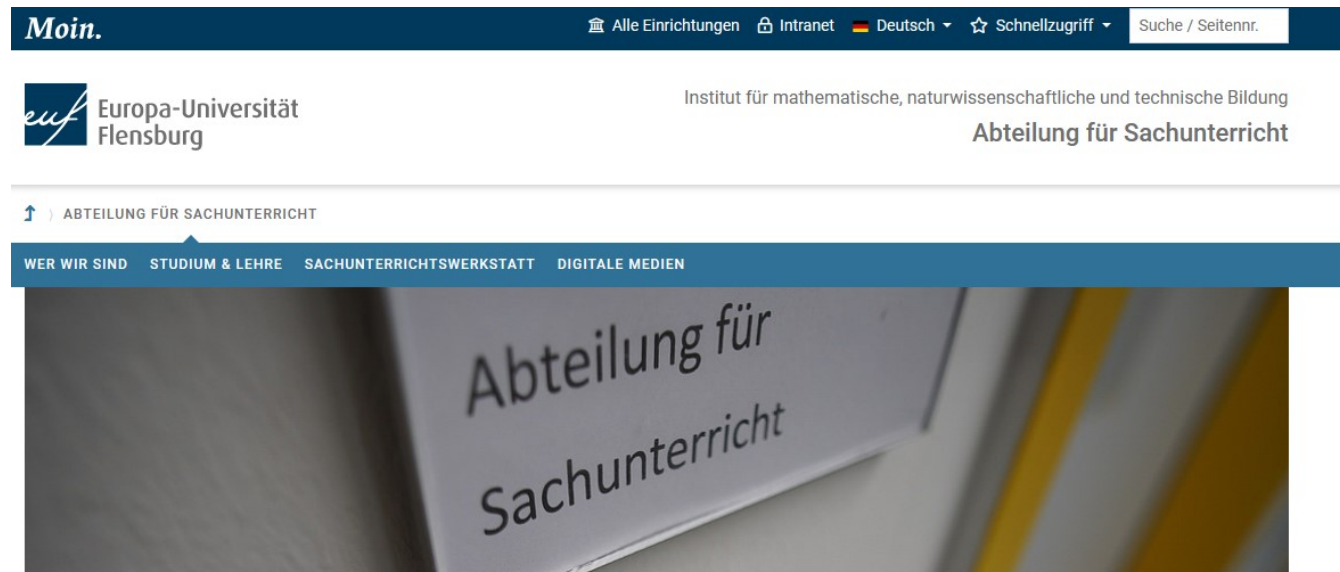 Moin.
Alle Einrichtungen Intranet Deutsch Schnellzugriff Suche / Seitennr.
euf
Europa-Universität
Flensburg
Institut für mathematische, naturwissenschaftliche und technische Bildung
Abteilung für Sachunterricht
ABTEILUNG FÜR SACHUNTERRICHT
WER WIR SIND STUDIUM & LEHRE SACHUNTERRICHTSWERKSTATT DIGITALE MEDIEN
Abteilung für
Sachunterricht